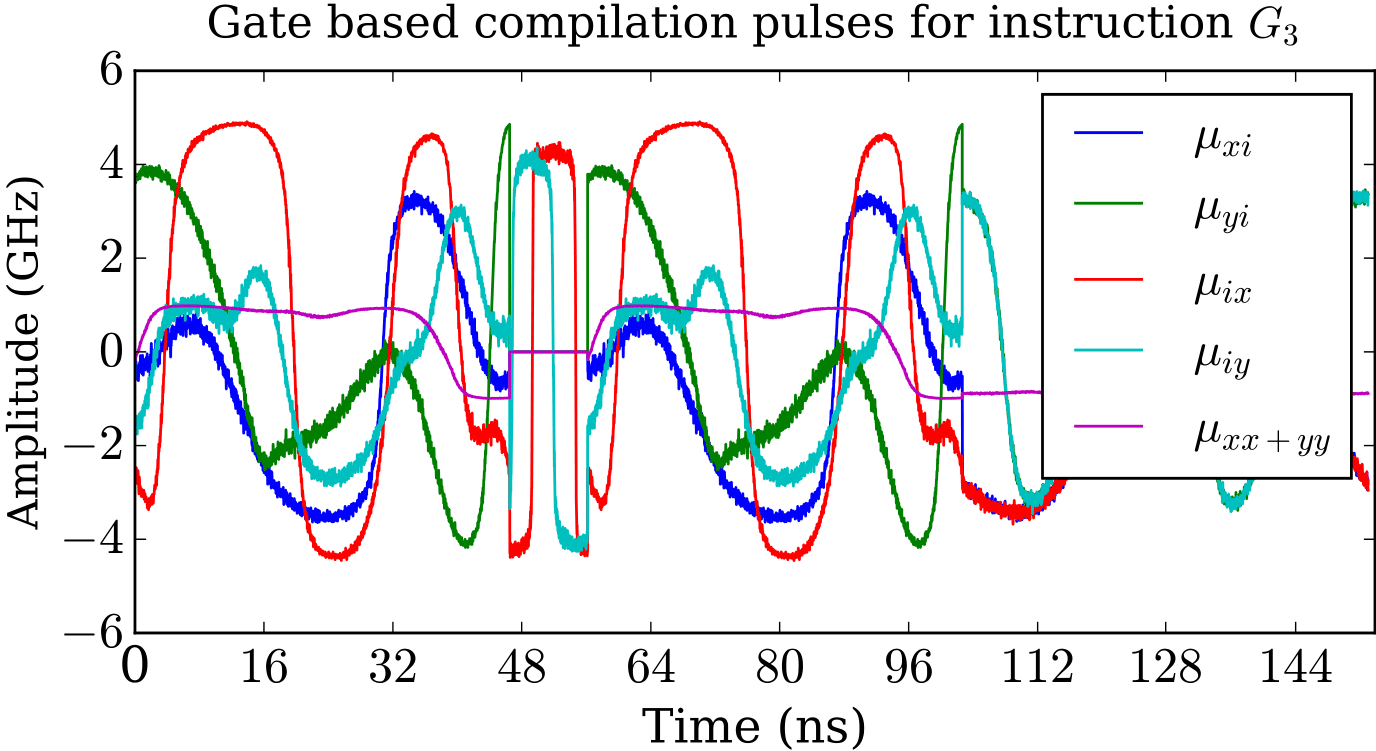 Gate based compilation pulses for instruction G₃
Amplitude (GHz)
6
4
2
0
−2
−4
−6
μxi
μyi
μix
μiy
μxx+yy
0 16 32 48 64 80 96 112 128 144
Time (ns)